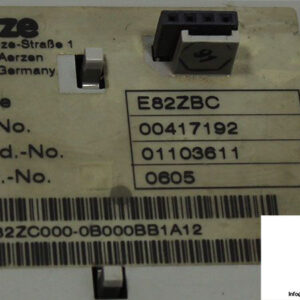 ze
ze-Straße 1
Aerzen
Germany
e E82ZBC
No. 00417192
d.-No. 01103611
.-No. 0605
82ZC000-0B000BB1A12